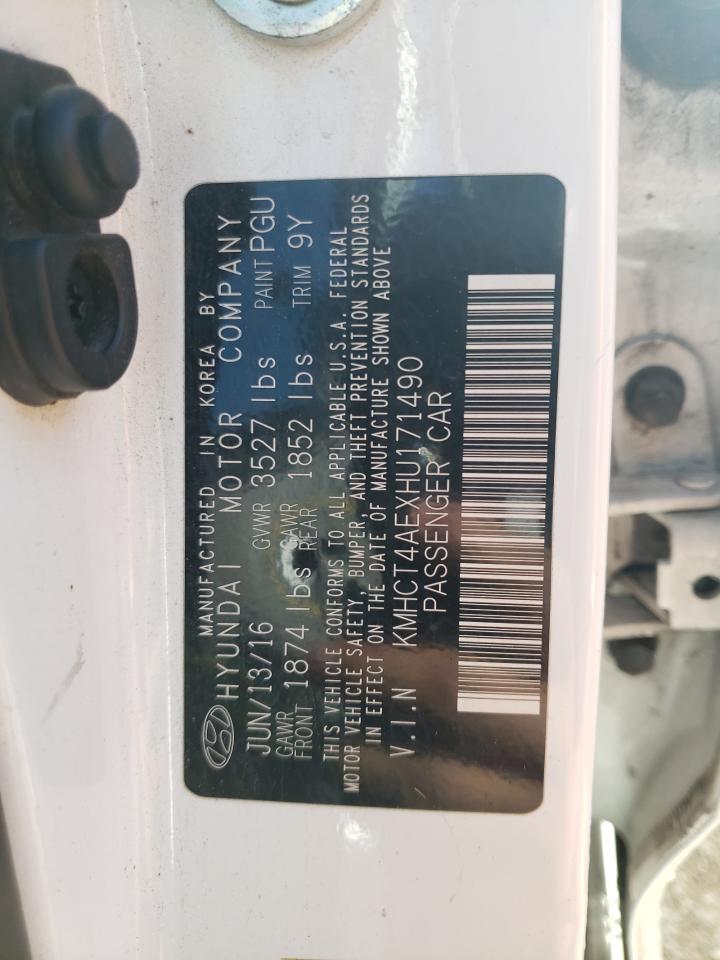 MANUFACTURED IN KOREA BY
HYUNDAI MOTOR COMPANY
JUN/13/16 GVWR 3527 lbs PAINT PGU
GAWR FRONT 1874 lbs GAWR REAR 1852 lbs TRIM 9Y
THIS VEHICLE CONFORMS TO ALL APPLICABLE U.S.A. FEDERAL
MOTOR VEHICLE SAFETY, BUMPER, AND THEFT PREVENTION STANDARDS
IN EFFECT ON THE DATE OF MANUFACTURE SHOWN ABOVE
V.I.N KMHCT4AEXHU171490
PASSENGER CAR